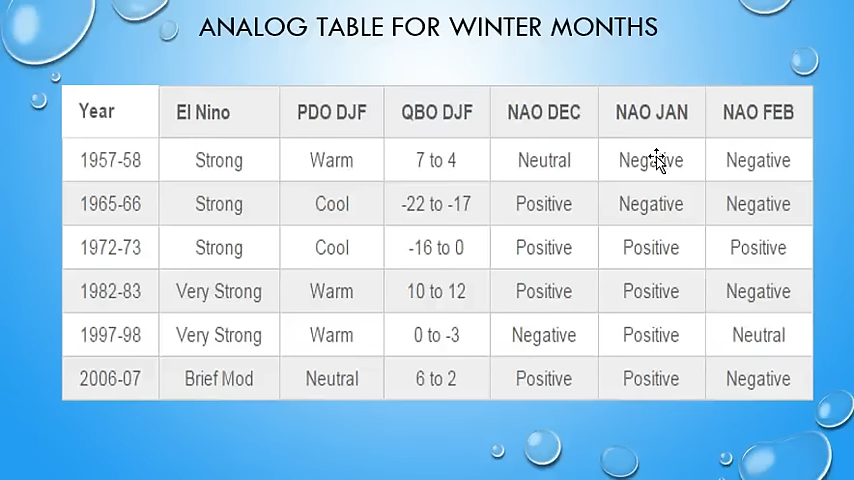 ANALOG TABLE FOR WINTER MONTHS
Year El Nino PDO DJF QBO DJF NAO DEC NAO JAN NAO FEB
1957-58 Strong Warm 7 to 4 Neutral Negative Negative
1965-66 Strong Cool -22 to -17 Positive Negative Negative
1972-73 Strong Cool -16 to 0 Positive Positive Positive
1982-83 Very Strong Warm 10 to 12 Positive Positive Negative
1997-98 Very Strong Warm 0 to -3 Negative Positive Neutral
2006-07 Brief Mod Neutral 6 to 2 Positive Positive Negative